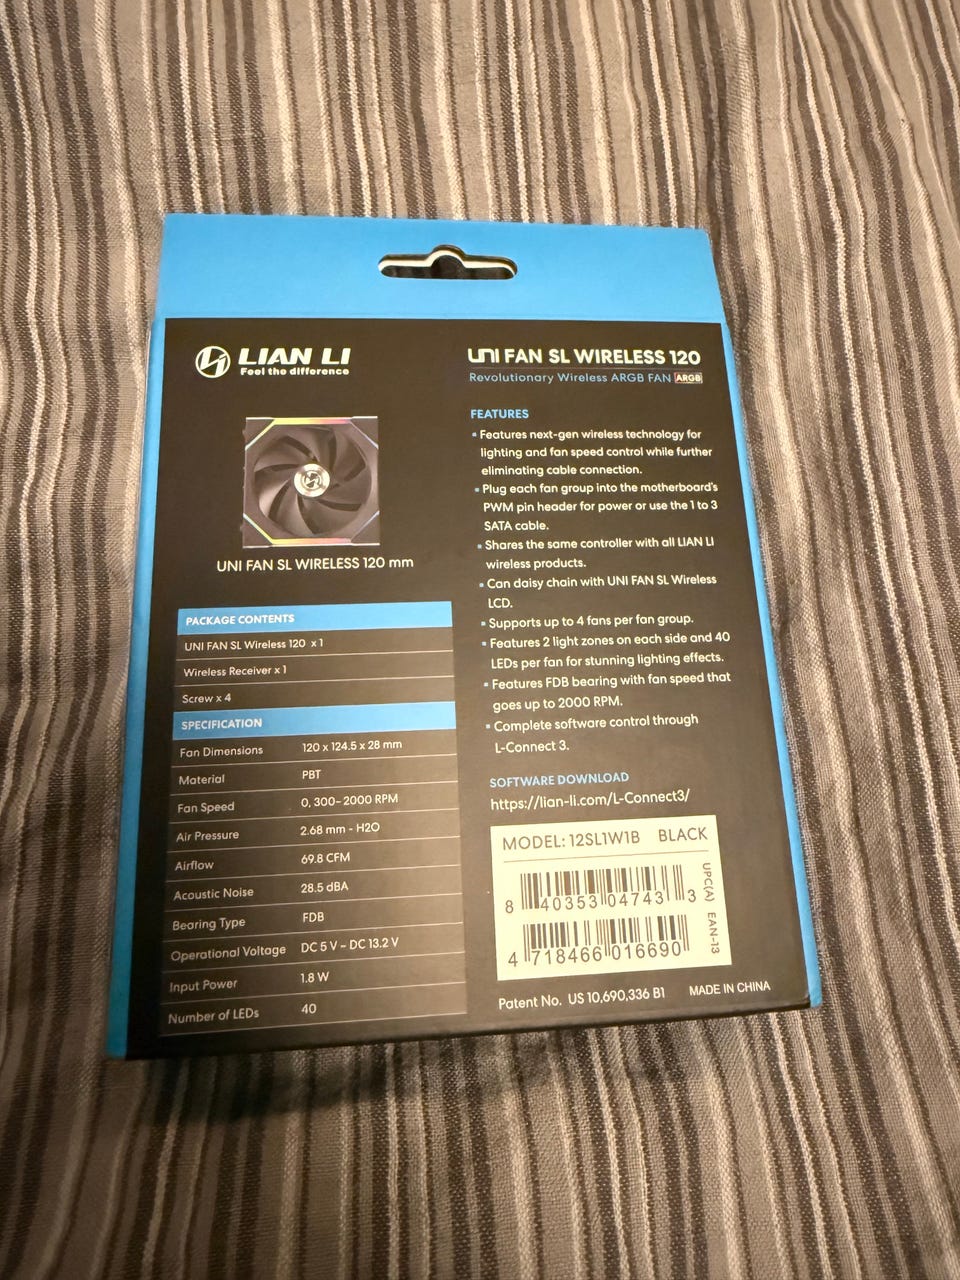 LIAN LI
Feel the difference
UNI FAN SL WIRELESS 120 mm
PACKAGE CONTENTS
UNI FAN SL Wireless 120 x 1
Wireless Receiver x 1
Screw x 4
SPECIFICATION
Fan Dimensions 120 x 124.5 x 28 mm
Material PBT
Fan Speed 0, 300~2000 RPM
Air Pressure 2.68 mm - H2O
Airflow 69.8 CFM
Acoustic Noise 28.5 dBA
Bearing Type FDB
Operational Voltage DC 5 V ~ DC 13.2 V
Input Power 1.8 W
Number of LEDs 40
UNI FAN SL WIRELESS 120
Revolutionary Wireless ARGB FAN ARGB
FEATURES
▪ Features next-gen wireless technology for
lighting and fan speed control while further
eliminating cable connection.
▪ Plug each fan group into the motherboard's
PWM pin header for power or use the 1 to 3
SATA cable.
▪ Shares the same controller with all LIAN LI
wireless products.
▪ Can daisy chain with UNI FAN SL Wireless
LCD.
▪ Supports up to 4 fans per fan group.
▪ Features 2 light zones on each side and 40
LEDs per fan for stunning lighting effects.
▪ Features FDB bearing with fan speed that
goes up to 2000 RPM.
▪ Complete software control through
L-Connect 3.
SOFTWARE DOWNLOAD
https://lian-li.com/L-Connect3/
MODEL: 12SL1W1B BLACK
8 40353 04743 3
UPC(A)
4 718466 016690
EAN-13
Patent No. US 10,690,336 B1 MADE IN CHINA